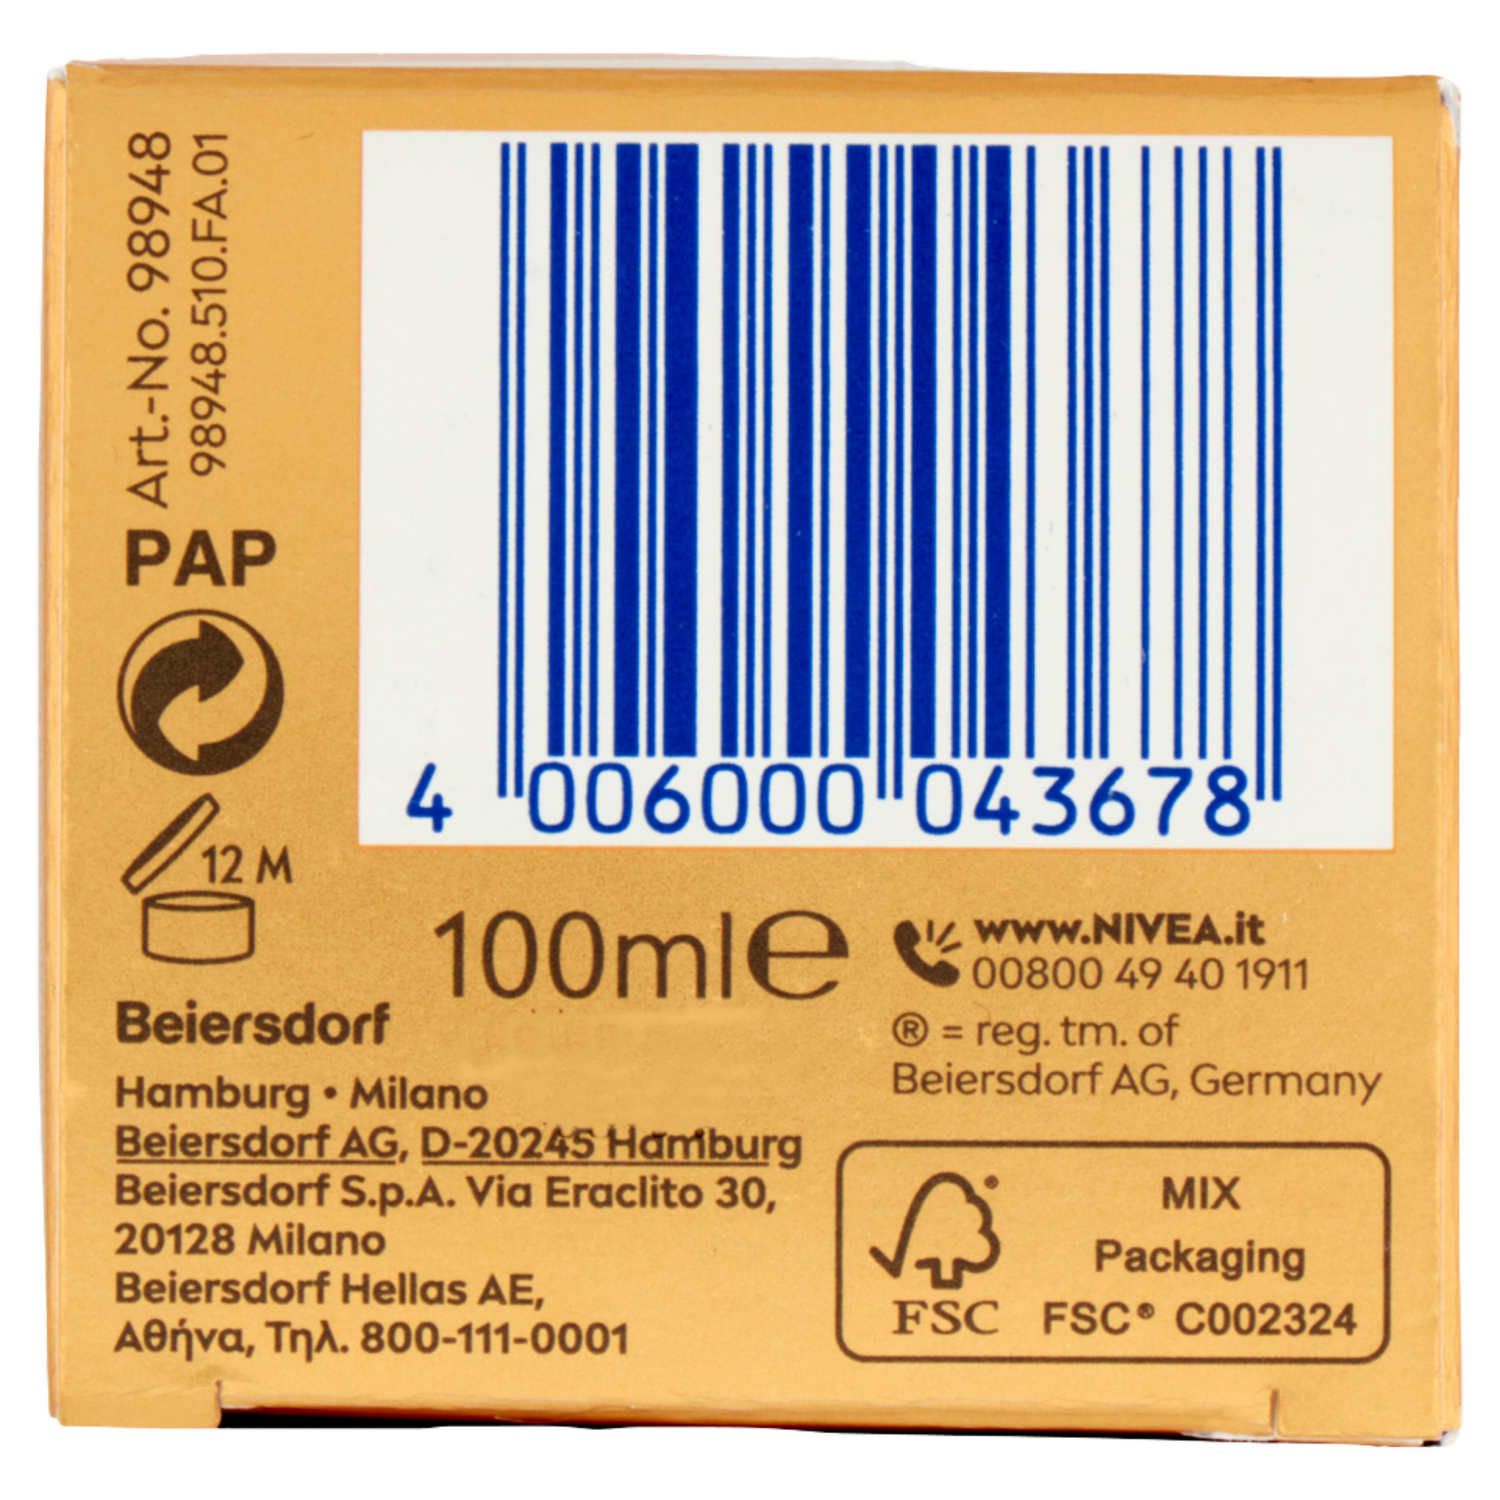 Art.-No. 98948
98948.510.FA.01
PAP
12 M
4 006000 043678
100ml e
www.NIVEA.it
00800 49 40 1911
® = reg. tm. of
Beiersdorf AG, Germany
Beiersdorf
Hamburg • Milano
Beiersdorf AG, D-20245 Hamburg
Beiersdorf S.p.A. Via Eraclito 30,
20128 Milano
Beiersdorf Hellas AE,
Αθήνα, Τηλ. 800-111-0001
FSC
MIX
Packaging
FSC® C002324